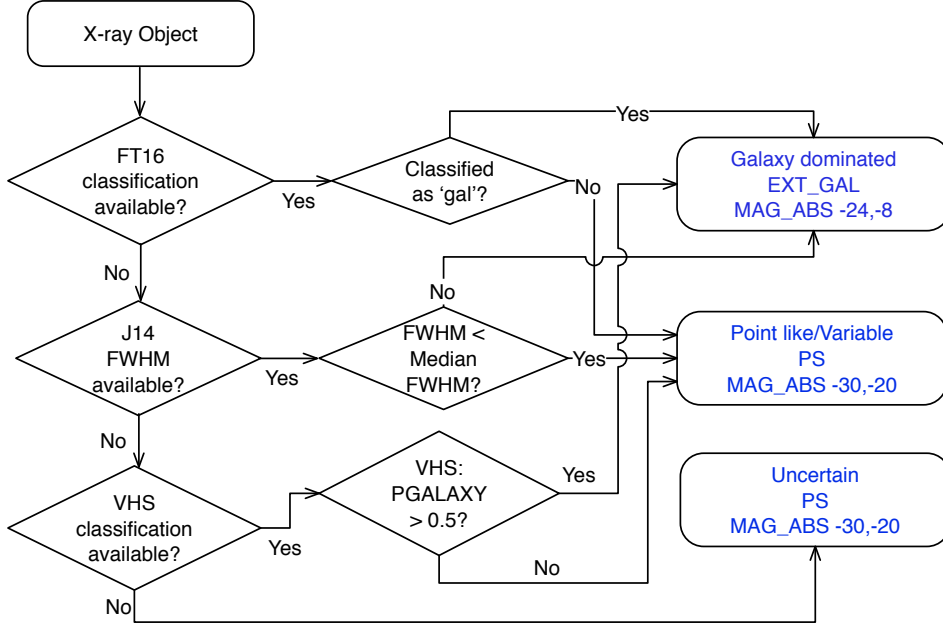 X-ray Object
FT16
classification
available?
Yes
Classified
as ‘gal’?
Yes
No
Galaxy dominated
EXT_GAL
MAG_ABS -24,-8
No
J14
FWHM
available?
Yes
FWHM <
Median
FWHM?
No
Yes
Point like/Variable
PS
MAG_ABS -30,-20
No
VHS
classification
available?
Yes
VHS:
PGALAXY
> 0.5?
Yes
No
Uncertain
PS
MAG_ABS -30,-20
No